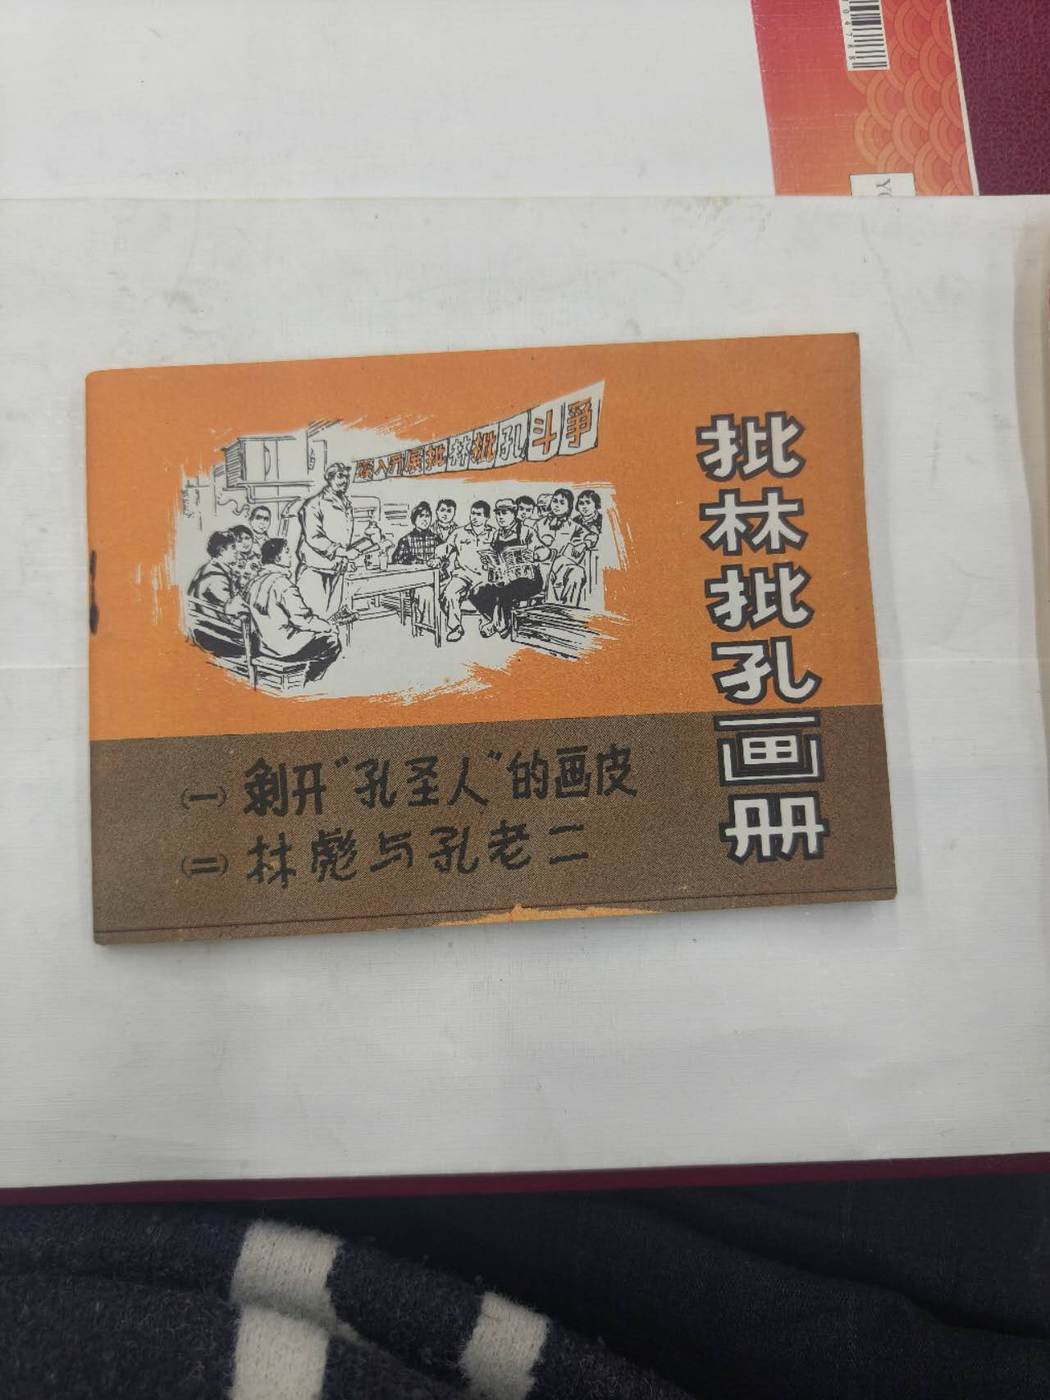 深入开展批林批孔斗争
批林批孔画册
(一) 剥开“孔圣人”的画皮
(二) 林彪与孔老二